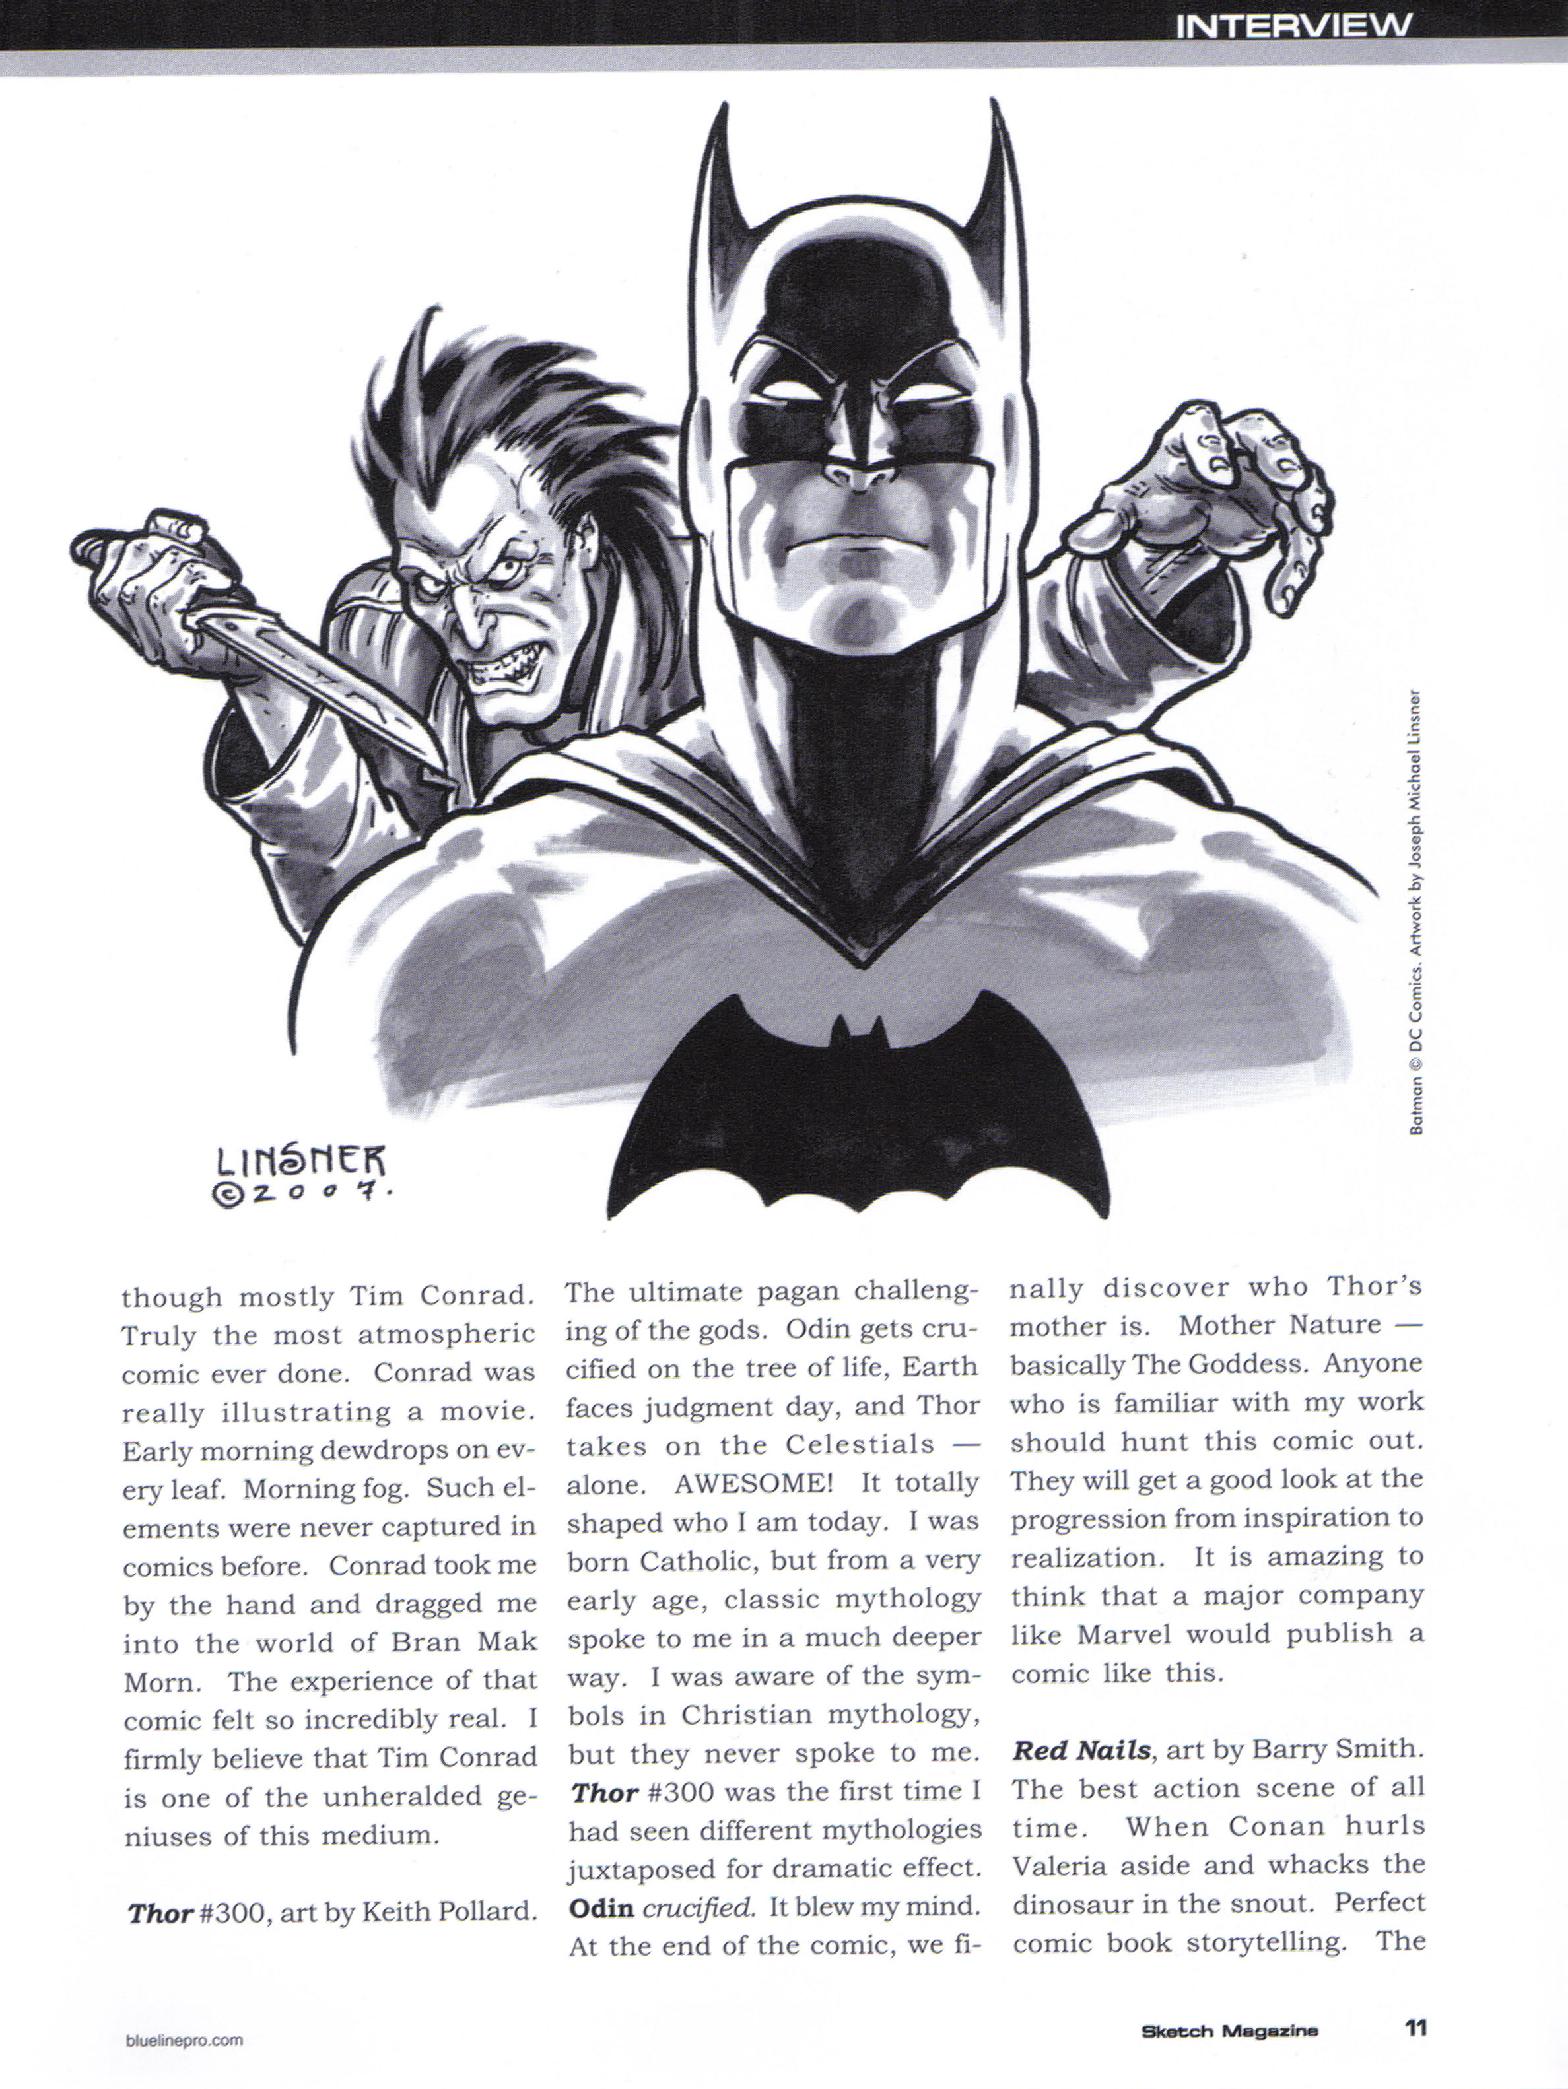 INTERVIEW
LINSNER
©2007.
Batman © DC Comics. Artwork by Joseph Michael Linsner
though mostly Tim Conrad.
Truly the most atmospheric
comic ever done. Conrad was
really illustrating a movie.
Early morning dewdrops on ev-
ery leaf. Morning fog. Such el-
ements were never captured in
comics before. Conrad took me
by the hand and dragged me
into the world of Bran Mak
Morn. The experience of that
comic felt so incredibly real. I
firmly believe that Tim Conrad
is one of the unheralded ge-
niuses of this medium.
Thor #300, art by Keith Pollard.
The ultimate pagan challeng-
ing of the gods. Odin gets cru-
cified on the tree of life, Earth
faces judgment day, and Thor
takes on the Celestials —
alone. AWESOME! It totally
shaped who I am today. I was
born Catholic, but from a very
early age, classic mythology
spoke to me in a much deeper
way. I was aware of the sym-
bols in Christian mythology,
but they never spoke to me.
Thor #300 was the first time I
had seen different mythologies
juxtaposed for dramatic effect.
Odin crucified. It blew my mind.
At the end of the comic, we fi-
nally discover who Thor's
mother is. Mother Nature —
basically The Goddess. Anyone
who is familiar with my work
should hunt this comic out.
They will get a good look at the
progression from inspiration to
realization. It is amazing to
think that a major company
like Marvel would publish a
comic like this.
Red Nails, art by Barry Smith.
The best action scene of all
time. When Conan hurls
Valeria aside and whacks the
dinosaur in the snout. Perfect
comic book storytelling. The
bluelinepro.com
Sketch Magazine 11